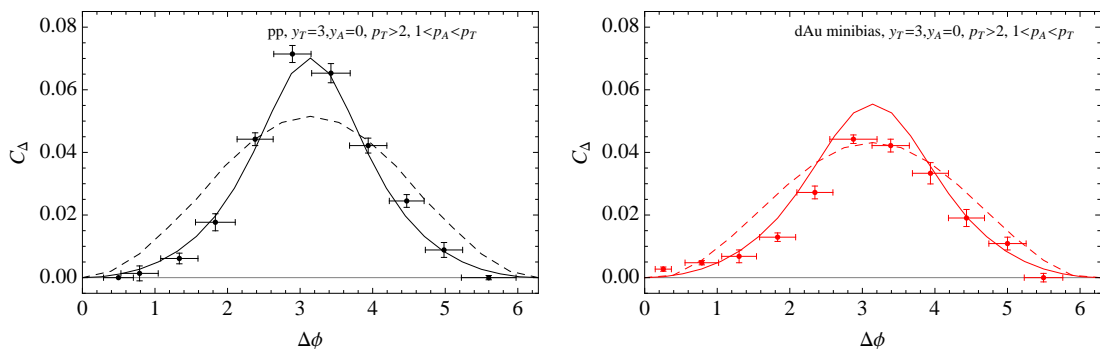 pp, y_T=3,y_A=0, p_T>2, 1<p_A<p_T
C_Δ
0.08
0.06
0.04
0.02
0.00
0 1 2 3 4 5 6
Δϕ
dAu minibias, y_T=3,y_A=0, p_T>2, 1<p_A<p_T
C_Δ
0.08
0.06
0.04
0.02
0.00
0 1 2 3 4 5 6
Δϕ